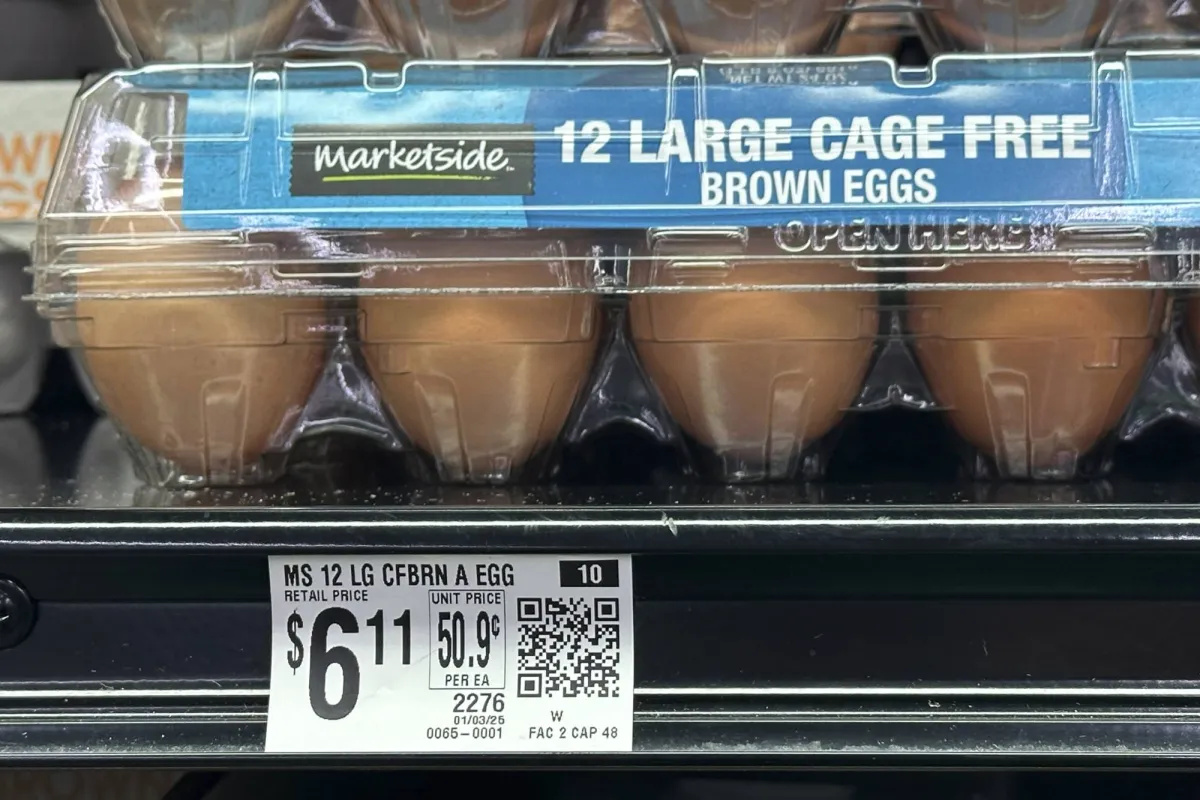 Marketside
12 LARGE CAGE FREE
BROWN EGGS
OPEN HERE
MS 12 LG CFBRN A EGG
10
RETAIL PRICE
$6 11
UNIT PRICE
50.9¢
PER EA
2276
01/03/25
0065-0001
W
FAC 2 CAP 48